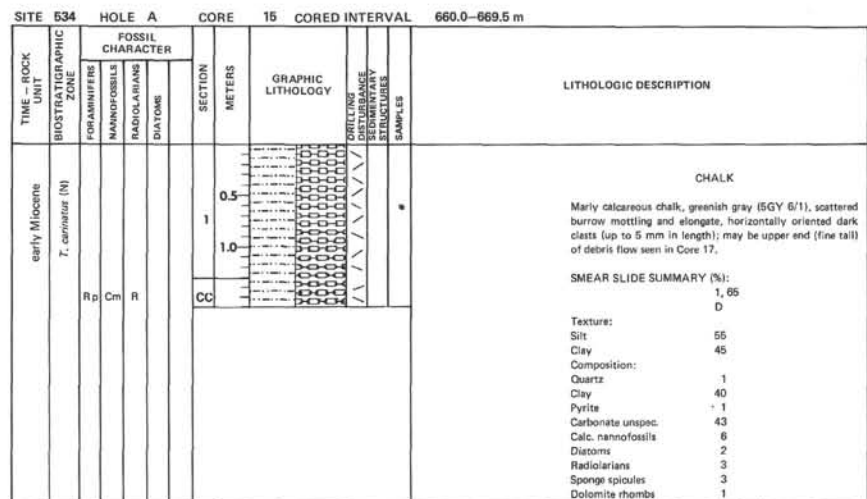 SITE 534 HOLE A CORE 15 CORED INTERVAL 660.0–669.5 m
TIME – ROCK UNIT
BIOSTRATIGRAPHIC ZONE
FOSSIL CHARACTER
FORAMINIFERS
NANNOFOSSILS
RADIOLARIANS
DIATOMS
SECTION
METERS
GRAPHIC LITHOLOGY
DRILLING DISTURBANCE
SEDIMENTARY STRUCTURES
SAMPLES
LITHOLOGIC DESCRIPTION
early Miocene
T. carinatus (N)
Rp Cm R
1
CC
0.5
1.0
*
CHALK
Marly calcareous chalk, greenish gray (5GY 6/1), scattered
burrow mottling and elongate, horizontally oriented dark
clasts (up to 5 mm in length); may be upper end (fine tail)
of debris flow seen in Core 17.
SMEAR SLIDE SUMMARY (%):
1, 65
D
Texture:
Silt 55
Clay 45
Composition:
Quartz 1
Clay 40
Pyrite 1
Carbonate unspec. 43
Calc. nannofossils 6
Diatoms 2
Radiolarians 3
Sponge spicules 3
Dolomite rhombs 1